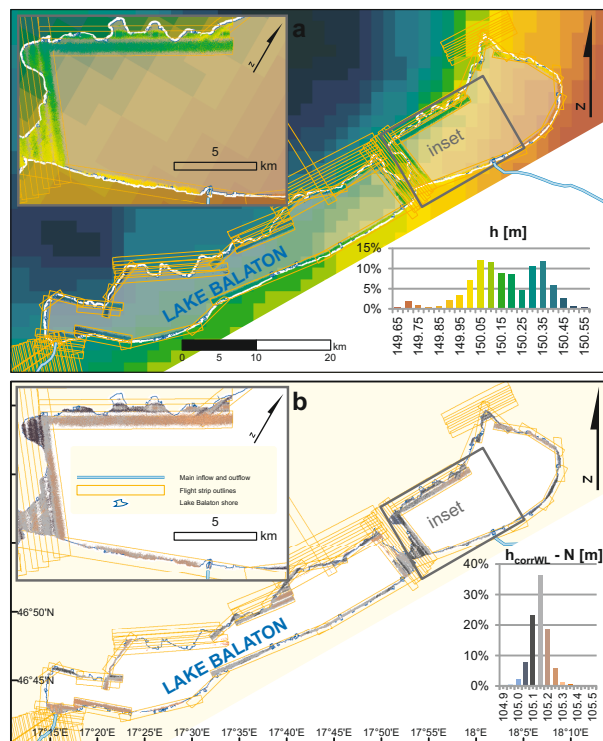 a
N
5
km
inset
N
LAKE BALATON
0
10
20
km
h [m]
15%
10%
5%
0%
149.65
149.75
149.85
149.95
150.05
150.15
150.25
150.35
150.45
150.55
b
N
Main inflow and outflow
Flight strip outlines
Lake Balaton shore
5
km
inset
N
LAKE BALATON
46°50'N
46°45'N
hcorrWL - N [m]
40%
30%
20%
10%
0%
104.9
105.0
105.1
105.2
105.3
105.4
105.5
17°15'E 17°20'E 17°25'E 17°30'E 17°35'E 17°40'E 17°45'E 17°50'E 17°55'E 18°E 18°5'E 18°10'E